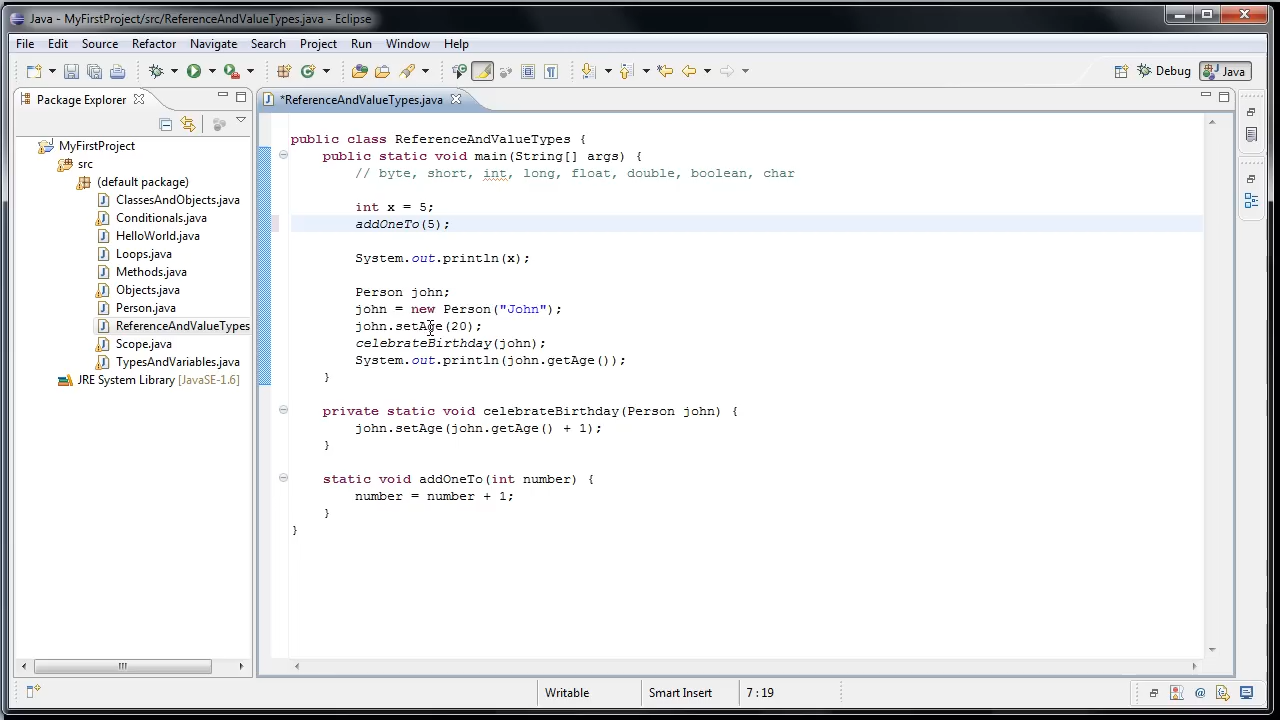 Java - MyFirstProject/src/ReferenceAndValueTypes.java - Eclipse
File Edit Source Refactor Navigate Search Project Run Window Help
Debug Java
Package Explorer
*ReferenceAndValueTypes.java
MyFirstProject
src
(default package)
ClassesAndObjects.java
Conditionals.java
HelloWorld.java
Loops.java
Methods.java
Objects.java
Person.java
ReferenceAndValueTypes
Scope.java
TypesAndVariables.java
JRE System Library [JavaSE-1.6]
public class ReferenceAndValueTypes {
public static void main(String[] args) {
// byte, short, int, long, float, double, boolean, char
int x = 5;
addOneTo(5);
System.out.println(x);
Person john;
john = new Person("John");
john.setAge(20);
celebrateBirthday(john);
System.out.println(john.getAge());
}
private static void celebrateBirthday(Person john) {
john.setAge(john.getAge() + 1);
}
static void addOneTo(int number) {
number = number + 1;
}
}
Writable Smart Insert 7 : 19